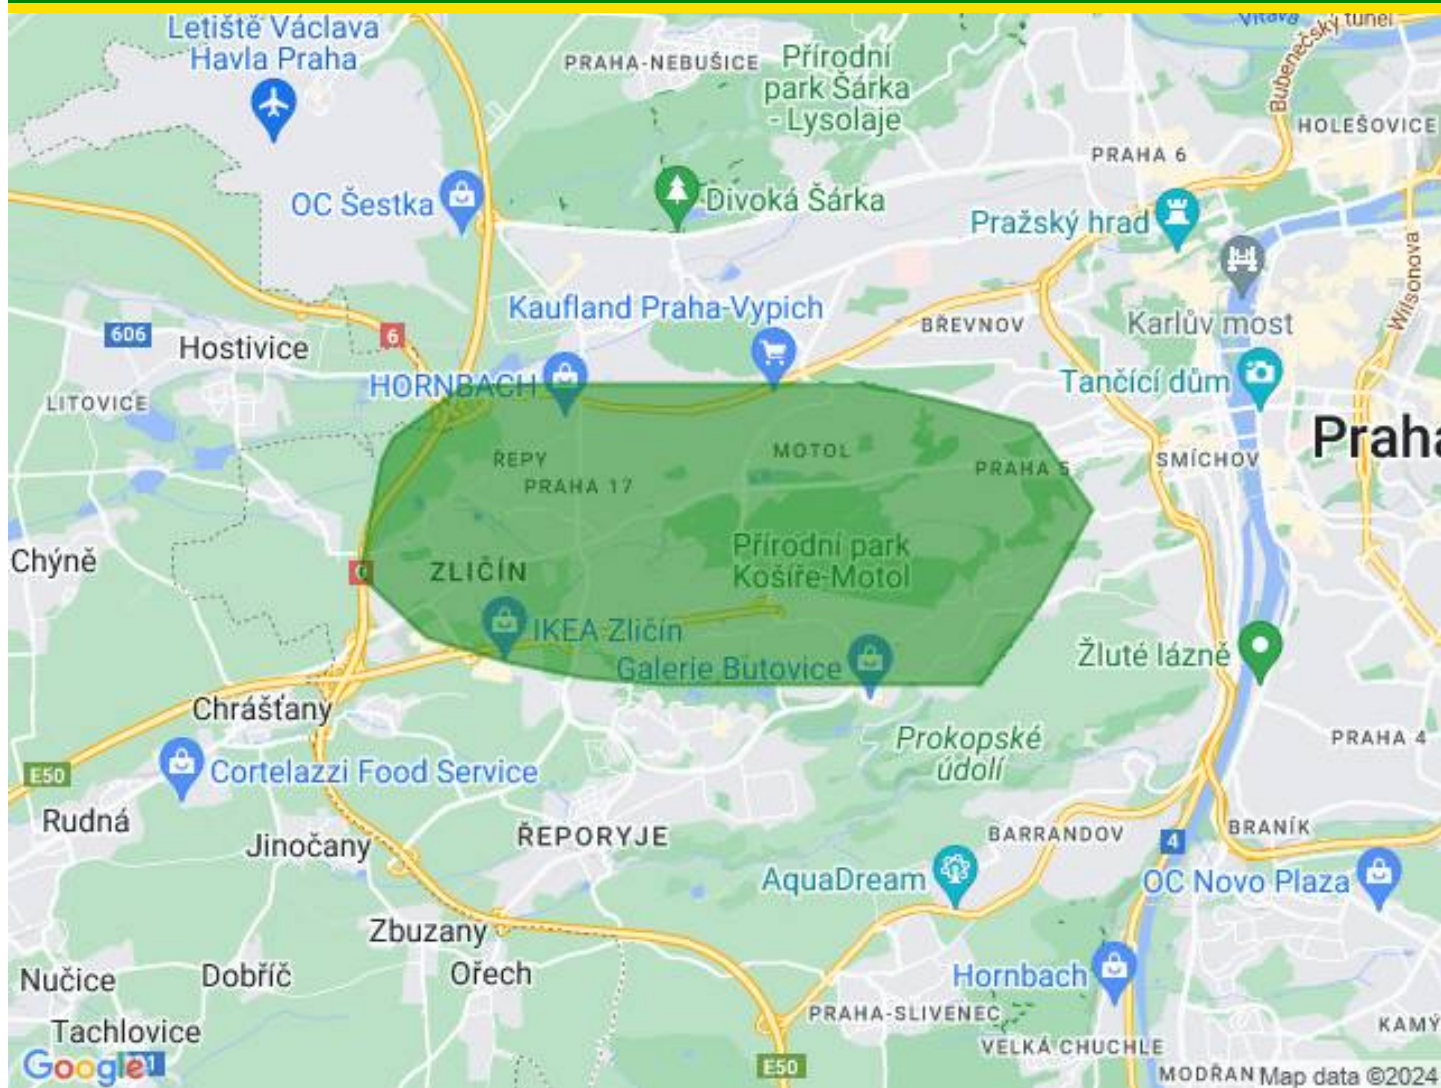 Vltava
Bubenečský tunel
Letiště Václava
Havla Praha
PRAHA-NEBUŠICE
Přírodní
park Šárka
- Lysolaje
HOLEŠOVICE
PRAHA 6
OC Šestka
Divoká Šárka
Pražský hrad
Wilsonova
Kaufland Praha-Vypich
606
Hostivice
6
BŘEVNOV
Karlův most
HORNBACH
Tančící dům
LITOVICE
Praha
ŘEPY
MOTOL
PRAHA 5
SMÍCHOV
PRAHA 17
Chýně
ZLIČÍN
Přírodní park
Košíře-Motol
IKEA Zličín
Galerie Butovice
Žluté lázně
Chrášťany
Prokopské
údolí
PRAHA 4
E50
Cortelazzi Food Service
Rudná
Jinočany
ŘEPORYJE
BARRANDOV
4
BRANÍK
AquaDream
OC Novo Plaza
Zbuzany
Nučice
Dobříč
Ořech
Hornbach
PRAHA-SLIVENEC
Tachlovice
KAMÝ
VELKÁ CHUCHLE
Google
E50
MODŘAN
Map data ©2024